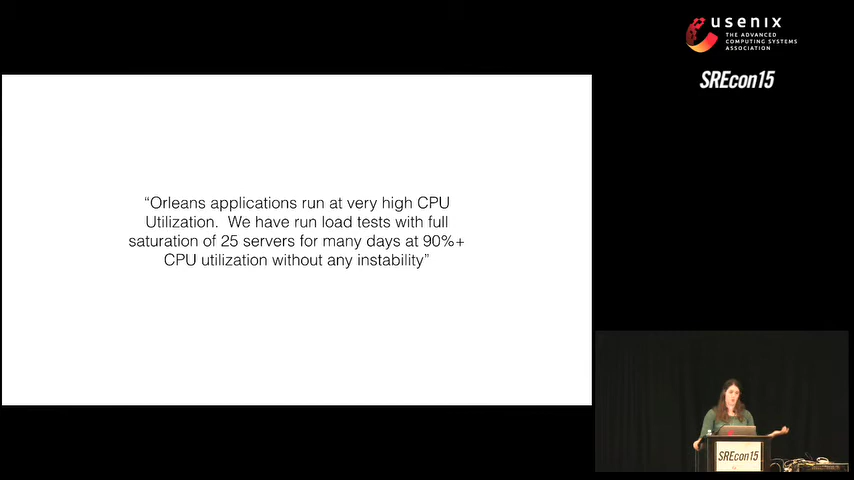 usenix
THE ADVANCED
COMPUTING SYSTEMS
ASSOCIATION
SREcon15
“Orleans applications run at very high CPU
Utilization. We have run load tests with full
saturation of 25 servers for many days at 90%+
CPU utilization without any instability”
SREcon15